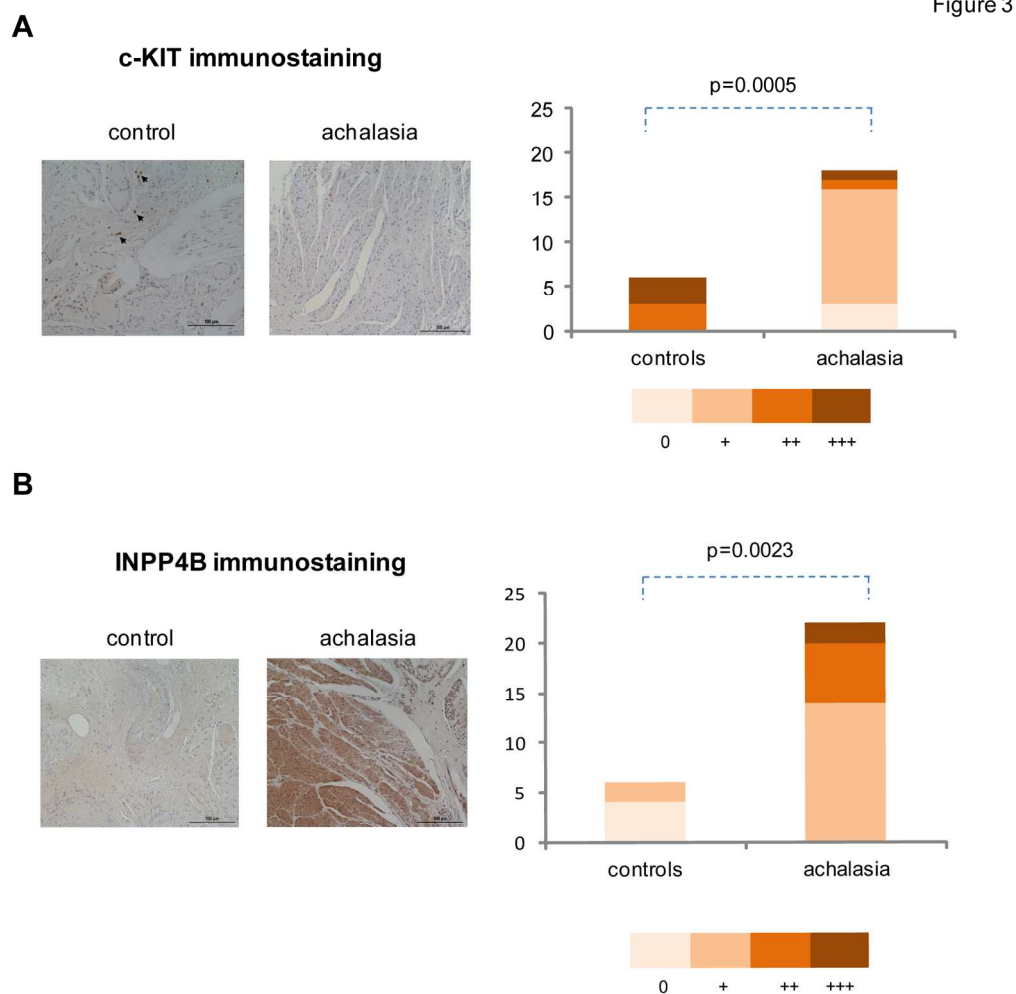 Figure 3
A
c-KIT immunostaining
control
achalasia
p=0.0005
25
20
15
10
5
0
controls
achalasia
0
+
++
+++
B
INPP4B immunostaining
control
achalasia
p=0.0023
25
20
15
10
5
0
controls
achalasia
0
+
++
+++